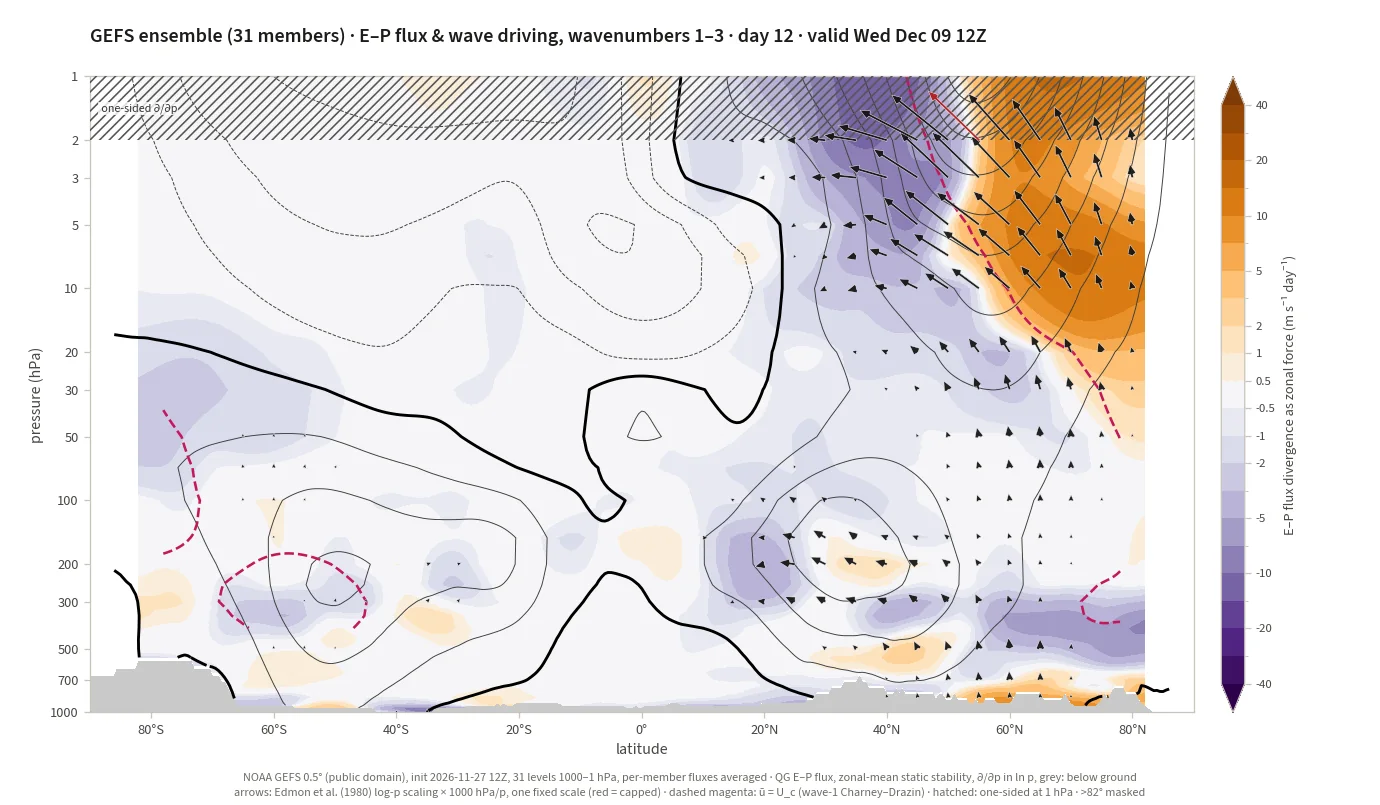 GEFS ensemble (31 members) · E–P flux & wave driving, wavenumbers 1–3 · day 12 · valid Wed Dec 09 12Z
one-sided ∂/∂p
1
2
3
5
10
20
30
50
100
200
300
500
700
1000
pressure (hPa)
80°S
60°S
40°S
20°S
0°
20°N
40°N
60°N
80°N
latitude
40
20
10
5
2
1
0.5
-0.5
-1
-2
-5
-10
-20
-40
E–P flux divergence as zonal force (m s⁻¹ day⁻¹)
NOAA GEFS 0.5° (public domain), init 2026-11-27 12Z, 31 levels 1000–1 hPa, per-member fluxes averaged · QG E–P flux, zonal-mean static stability, ∂/∂p in ln p, grey: below ground
arrows: Edmon et al. (1980) log-p scaling × 1000 hPa/p, one fixed scale (red = capped) · dashed magenta: ū = U_c (wave-1 Charney–Drazin) · hatched: one-sided at 1 hPa · >82° masked